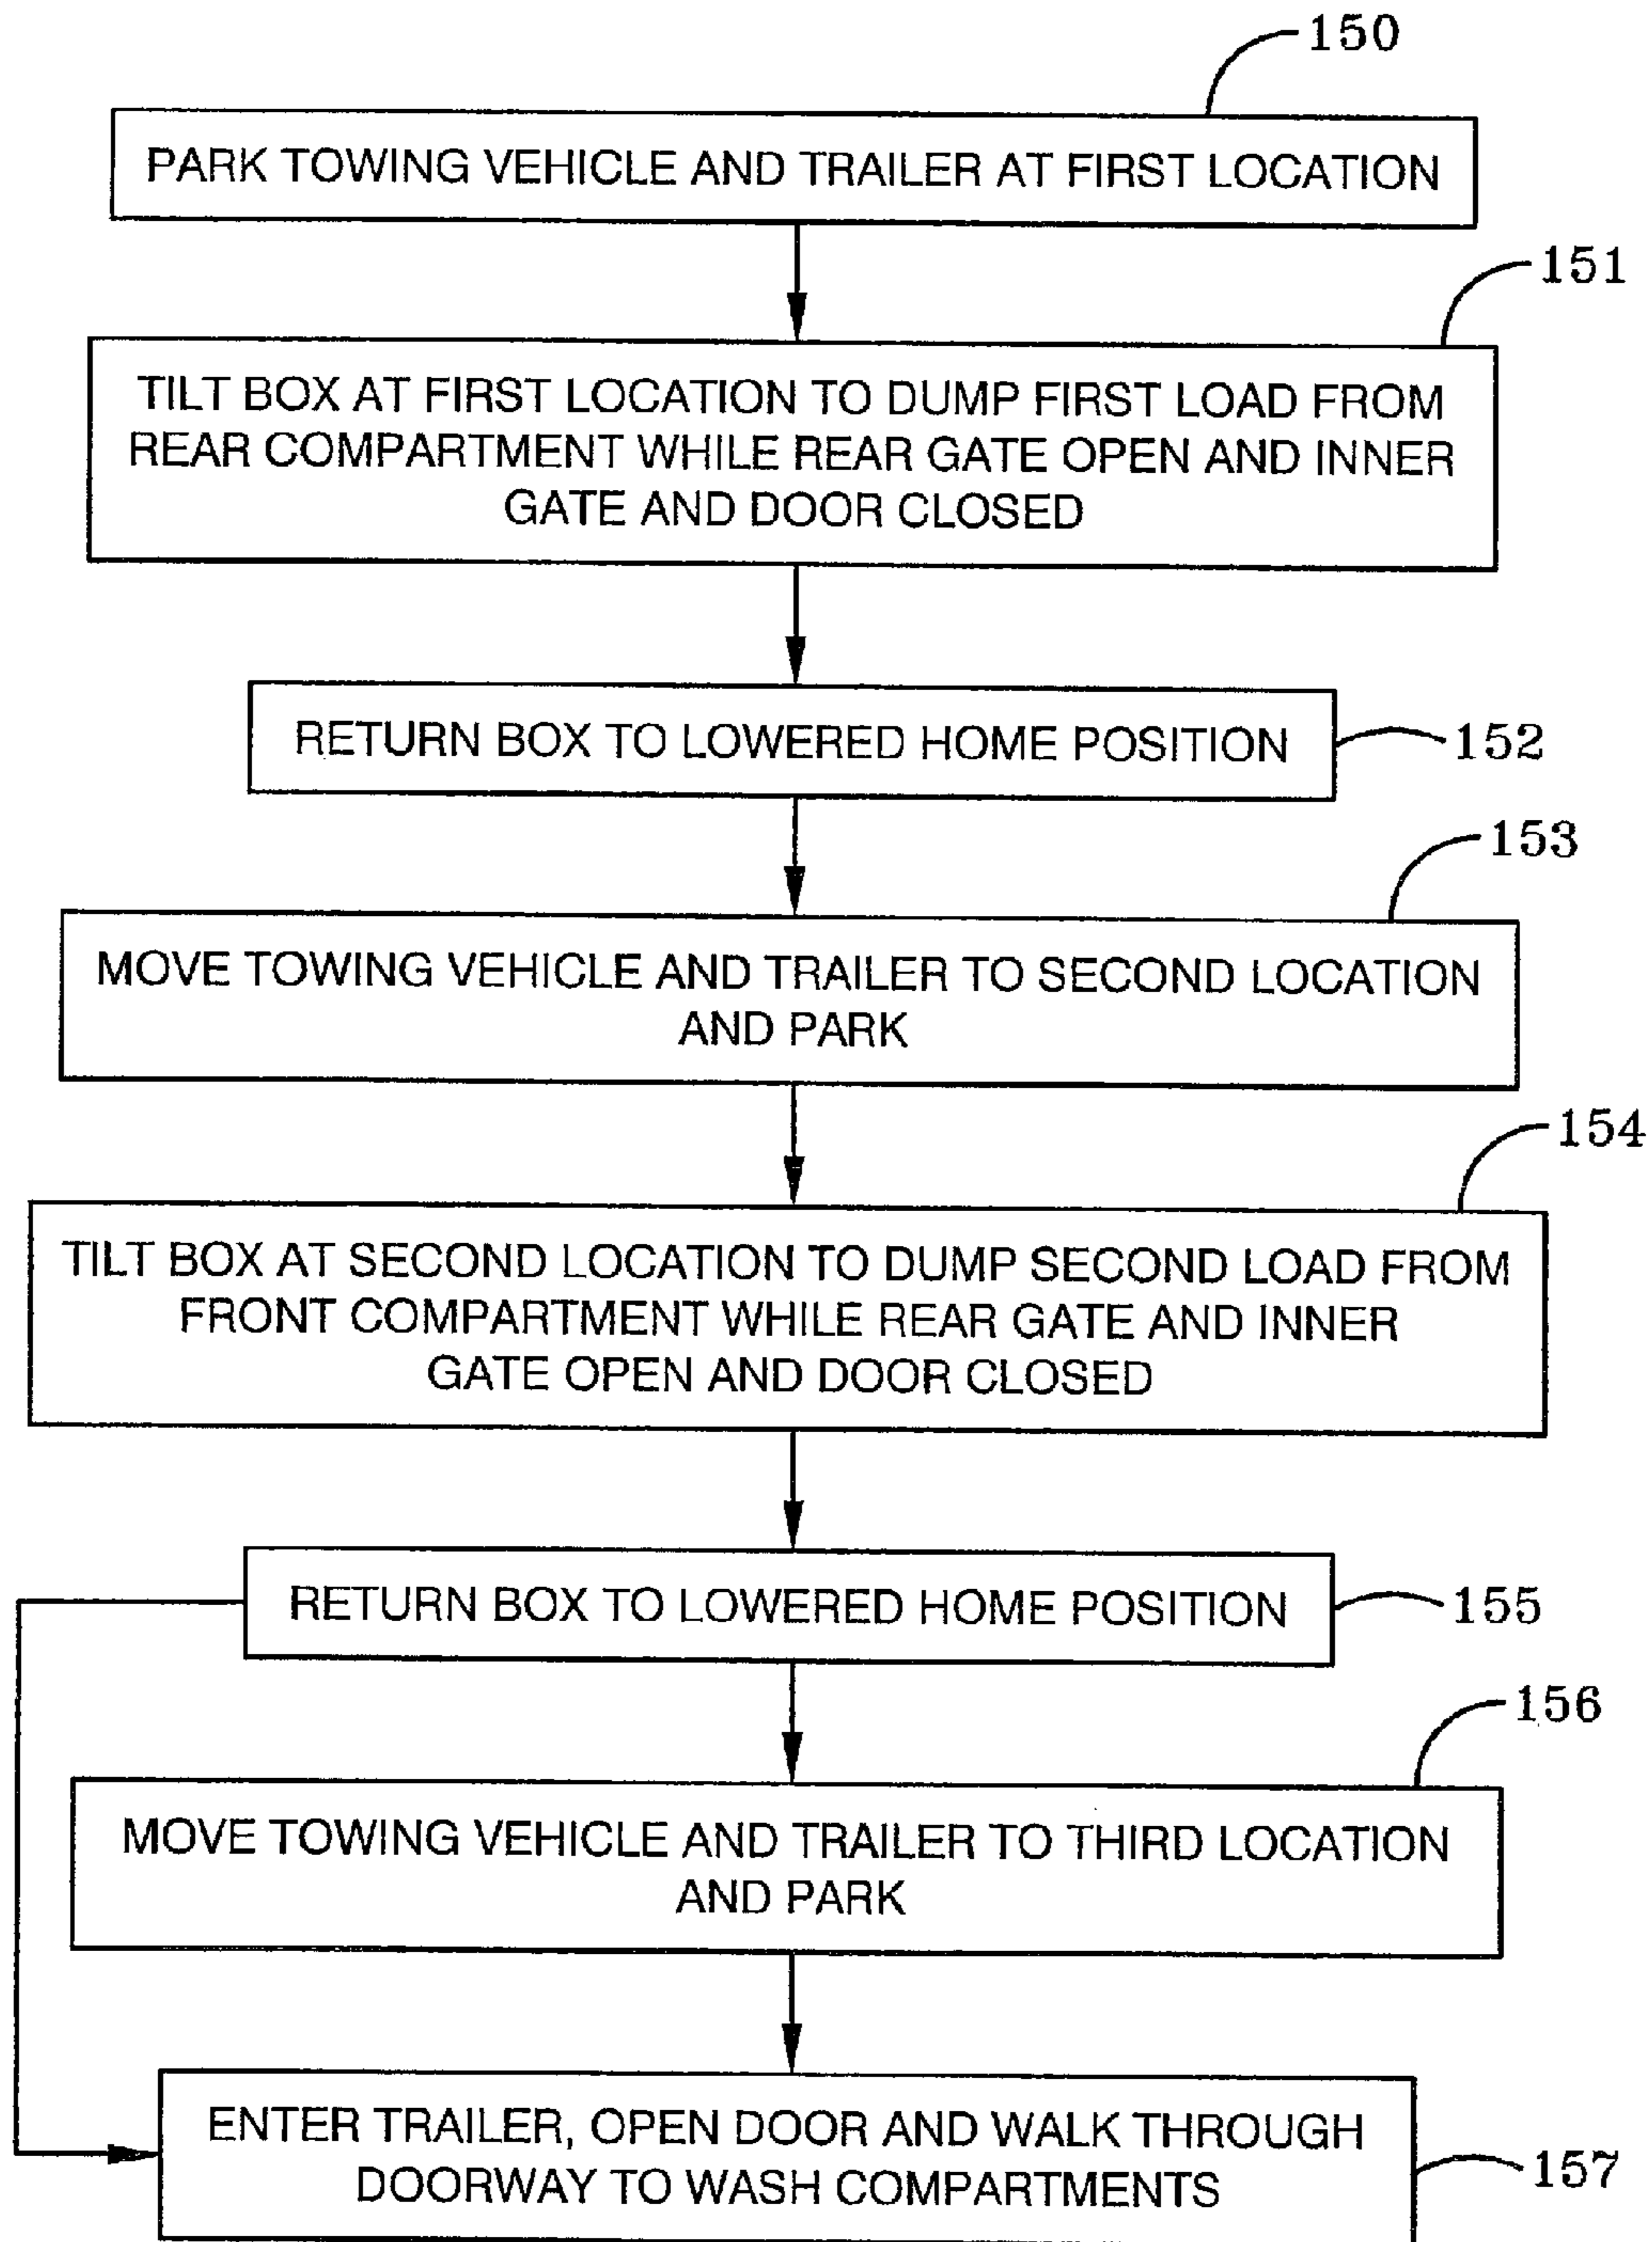 150
PARK TOWING VEHICLE AND TRAILER AT FIRST LOCATION
151
TILT BOX AT FIRST LOCATION TO DUMP FIRST LOAD FROM
REAR COMPARTMENT WHILE REAR GATE OPEN AND INNER
GATE AND DOOR CLOSED
RETURN BOX TO LOWERED HOME POSITION
152
153
MOVE TOWING VEHICLE AND TRAILER TO SECOND LOCATION
AND PARK
154
TILT BOX AT SECOND LOCATION TO DUMP SECOND LOAD FROM
FRONT COMPARTMENT WHILE REAR GATE AND INNER
GATE OPEN AND DOOR CLOSED
RETURN BOX TO LOWERED HOME POSITION
155
156
MOVE TOWING VEHICLE AND TRAILER TO THIRD LOCATION
AND PARK
ENTER TRAILER, OPEN DOOR AND WALK THROUGH
DOORWAY TO WASH COMPARTMENTS
157